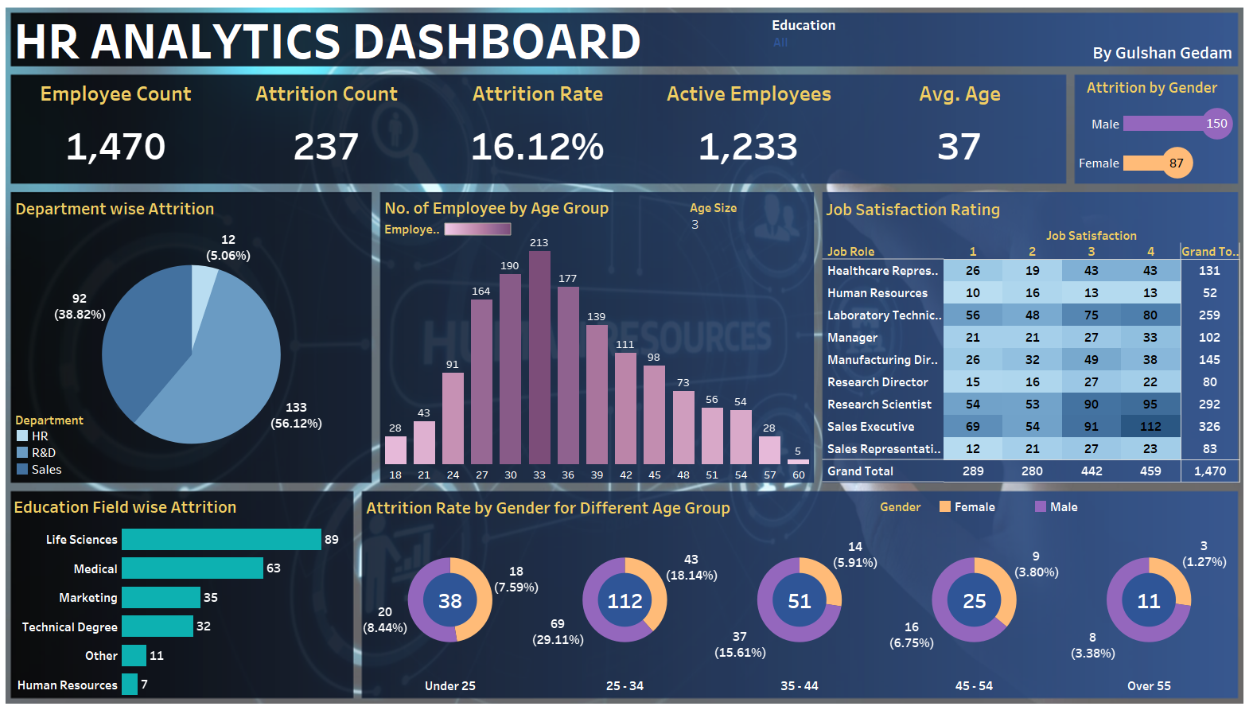 HR ANALYTICS DASHBOARD
Education
All
By Gulshan Gedam
Employee Count
1,470
Attrition Count
237
Attrition Rate
16.12%
Active Employees
1,233
Avg. Age
37
Attrition by Gender
Male 150
Female 87
Department wise Attrition
12
(5.06%)
92
(38.82%)
133
(56.12%)
Department
HR
R&D
Sales
No. of Employee by Age Group
Age Size
3
Employe..
28 43 91 164 190 213 177 139 111 98 73 56 54 28 5
18 21 24 27 30 33 36 39 42 45 48 51 54 57 60
HUMAN RESOURCES
Job Satisfaction Rating
Job Satisfaction
Job Role 1 2 3 4 Grand To..
Healthcare Repres.. 26 19 43 43 131
Human Resources 10 16 13 13 52
Laboratory Technic.. 56 48 75 80 259
Manager 21 21 27 33 102
Manufacturing Dir.. 26 32 49 38 145
Research Director 15 16 27 22 80
Research Scientist 54 53 90 95 292
Sales Executive 69 54 91 112 326
Sales Representati.. 12 21 27 23 83
Grand Total 289 280 442 459 1,470
Education Field wise Attrition
Life Sciences 89
Medical 63
Marketing 35
Technical Degree 32
Other 11
Human Resources 7
Attrition Rate by Gender for Different Age Group
Gender Female Male
38
18
(7.59%)
20
(8.44%)
Under 25
112
43
(18.14%)
69
(29.11%)
25 - 34
51
14
(5.91%)
37
(15.61%)
35 - 44
25
9
(3.80%)
16
(6.75%)
45 - 54
11
3
(1.27%)
8
(3.38%)
Over 55